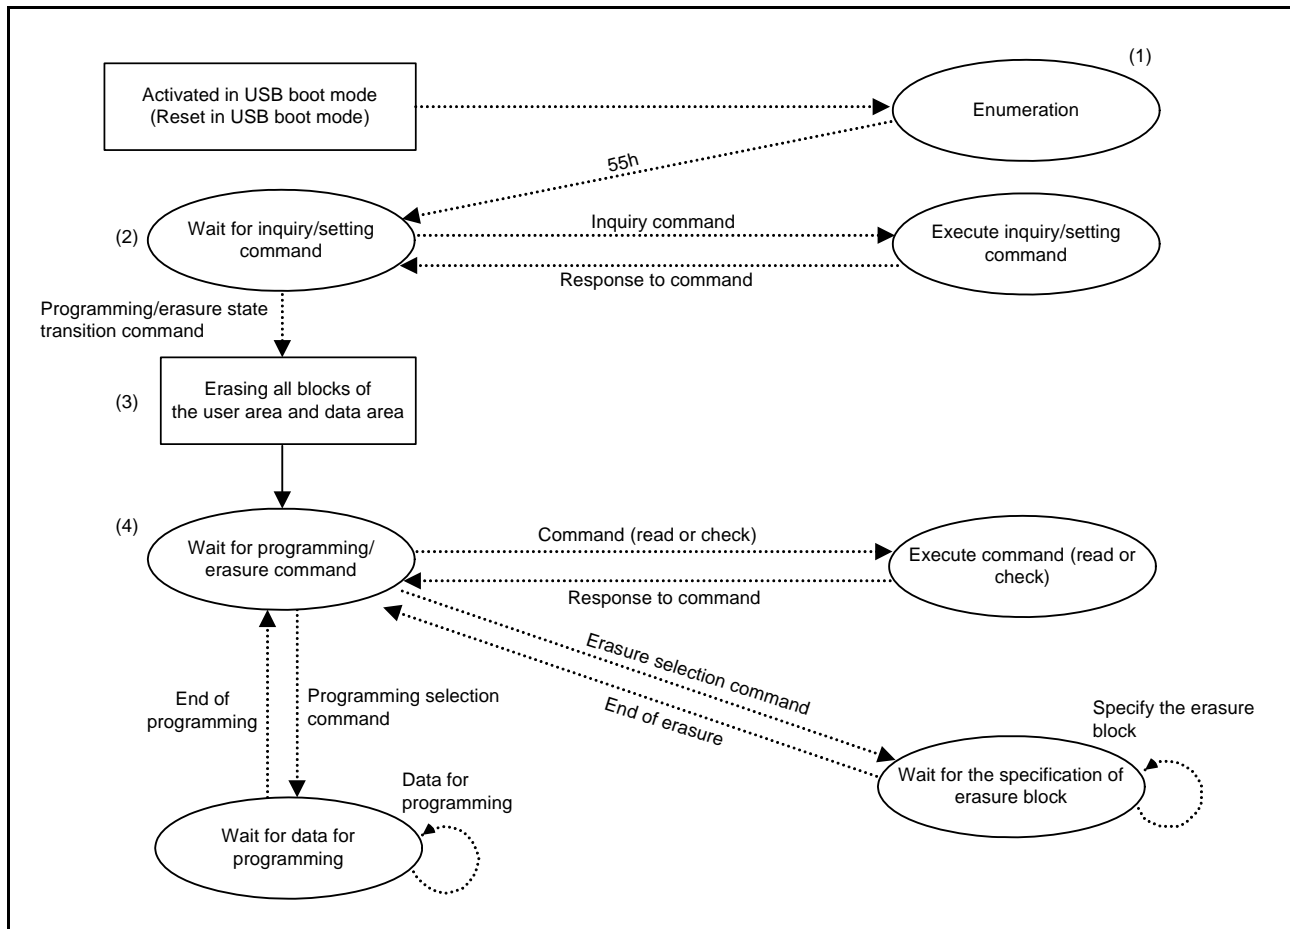 (1)
Activated in USB boot mode
(Reset in USB boot mode)
Enumeration
55h
(2)
Wait for inquiry/setting
command
Inquiry command
Response to command
Execute inquiry/setting
command
Programming/erasure state
transition command
(3)
Erasing all blocks of
the user area and data area
(4)
Wait for programming/
erasure command
Command (read or check)
Response to command
Execute command (read or
check)
Erasure selection command
End of erasure
End of
programming
Programming selection
command
Specify the erasure
block
Wait for the specification of
erasure block
Data for
programming
Wait for data for
programming